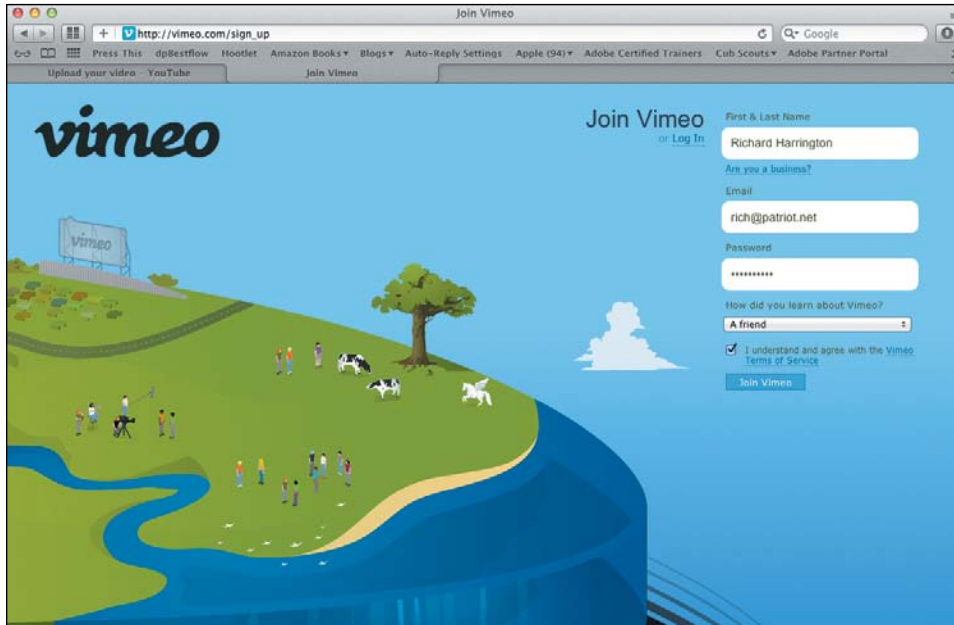 Join Vimeo
http://vimeo.com/sign_up
Google
Press This dpBestflow Hootlet Amazon Books Blogs Auto-Reply Settings Apple (94) Adobe Certified Trainers Cub Scouts Adobe Partner Portal
Upload your video - YouTube Join Vimeo
vimeo
Join Vimeo
or Log In
First & Last Name
Richard Harrington
Are you a business?
Email
rich@patriot.net
Password
••••••••••
How did you learn about Vimeo?
A friend
I understand and agree with the Vimeo
Terms of Service
Join Vimeo
vimeo